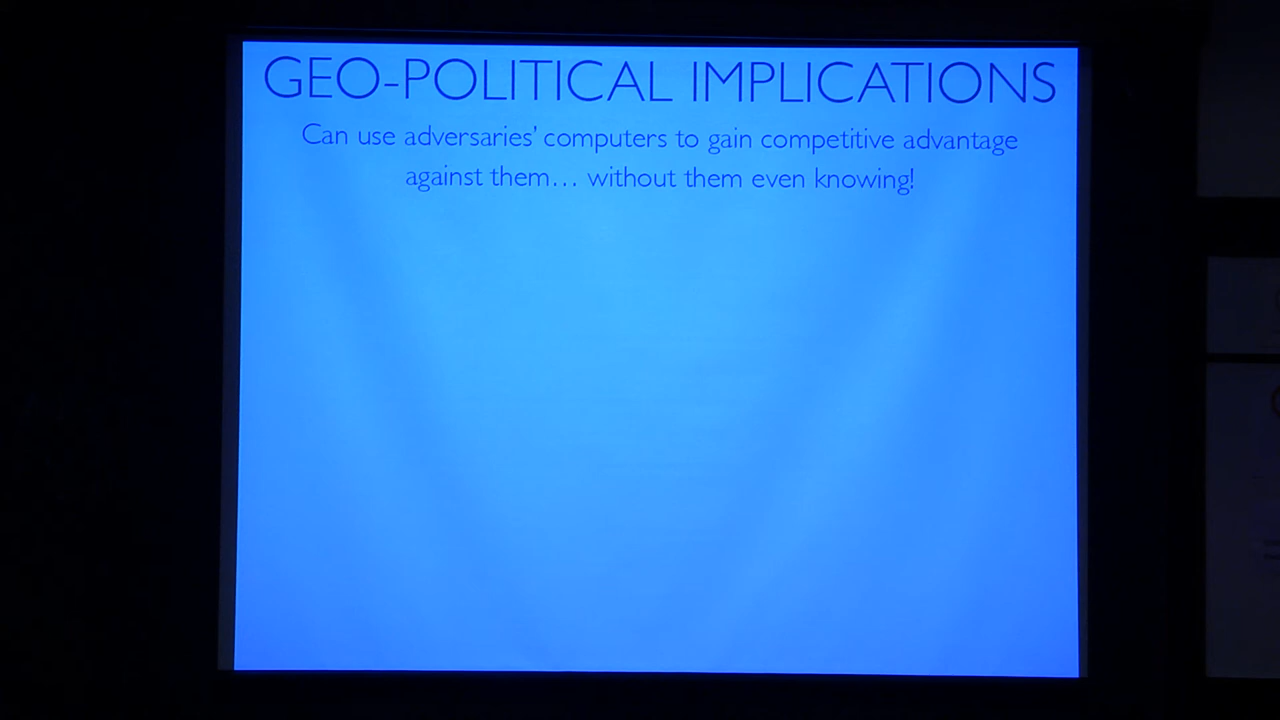 GEO-POLITICAL IMPLICATIONS
Can use adversaries' computers to gain competitive advantage
against them... without them even knowing!